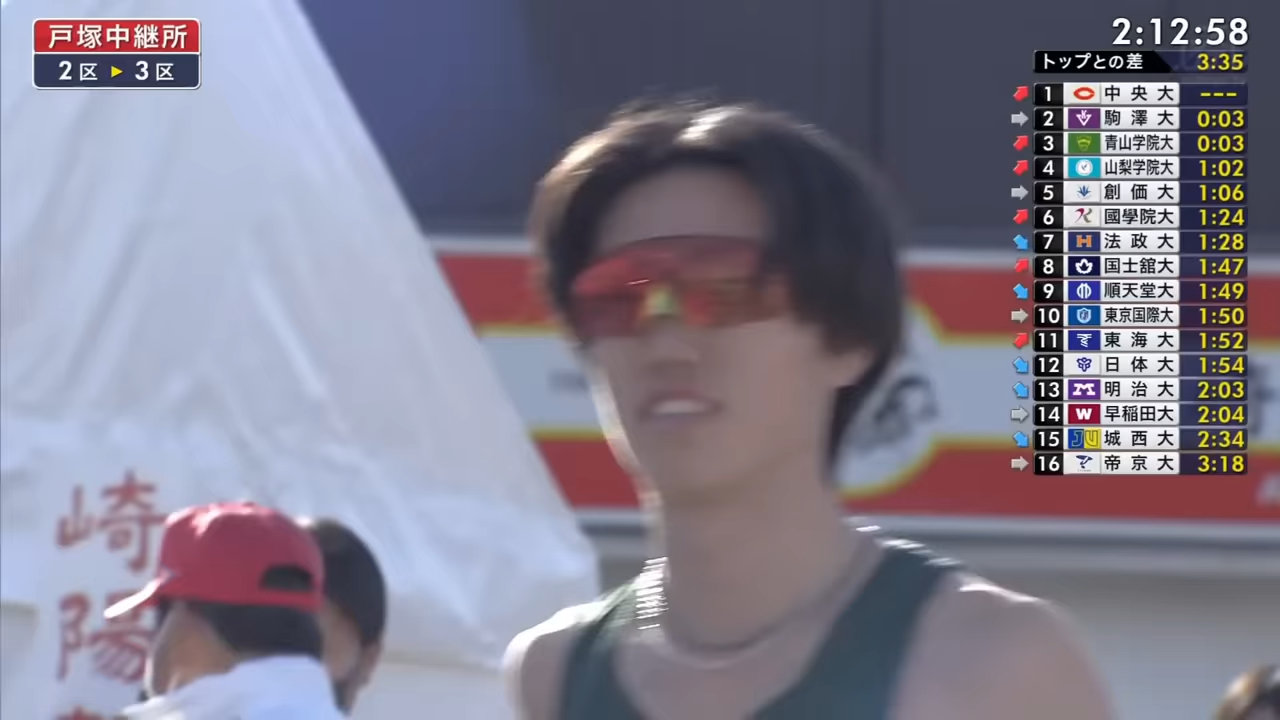 戸塚中継所
2区 ▶ 3区
2:12:58
トップとの差 3:35
1 中央大 ---
2 駒澤大 0:03
3 青山学院大 0:03
4 山梨学院大 1:02
5 創価大 1:06
6 國學院大 1:24
7 H 法政大 1:28
8 国士舘大 1:47
9 順天堂大 1:49
10 東京国際大 1:50
11 東海大 1:52
12 日体大 1:54
13 M 明治大 2:03
14 W 早稲田大 2:04
15 JU 城西大 2:34
16 帝京大 3:18
崎
陽